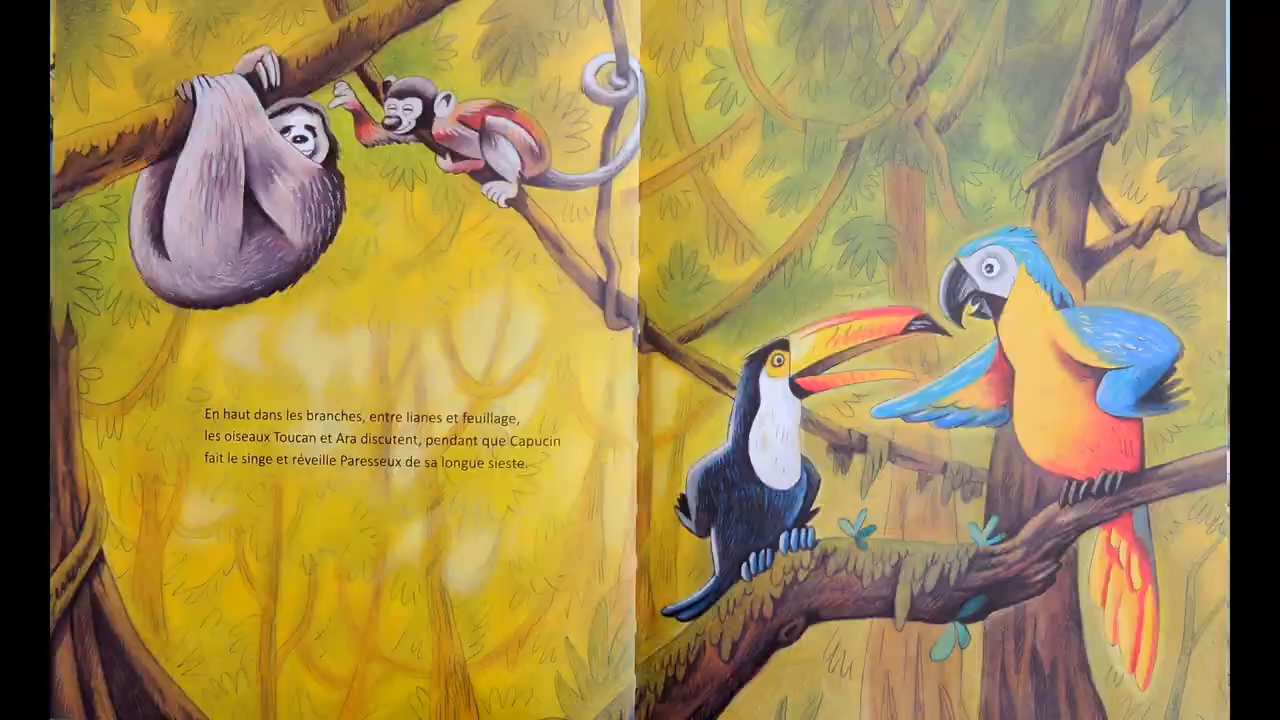 En haut dans les branches, entre lianes et feuillage,
les oiseaux Toucan et Ara discutent, pendant que Capucin
fait le singe et réveille Paresseux de sa longue sieste.